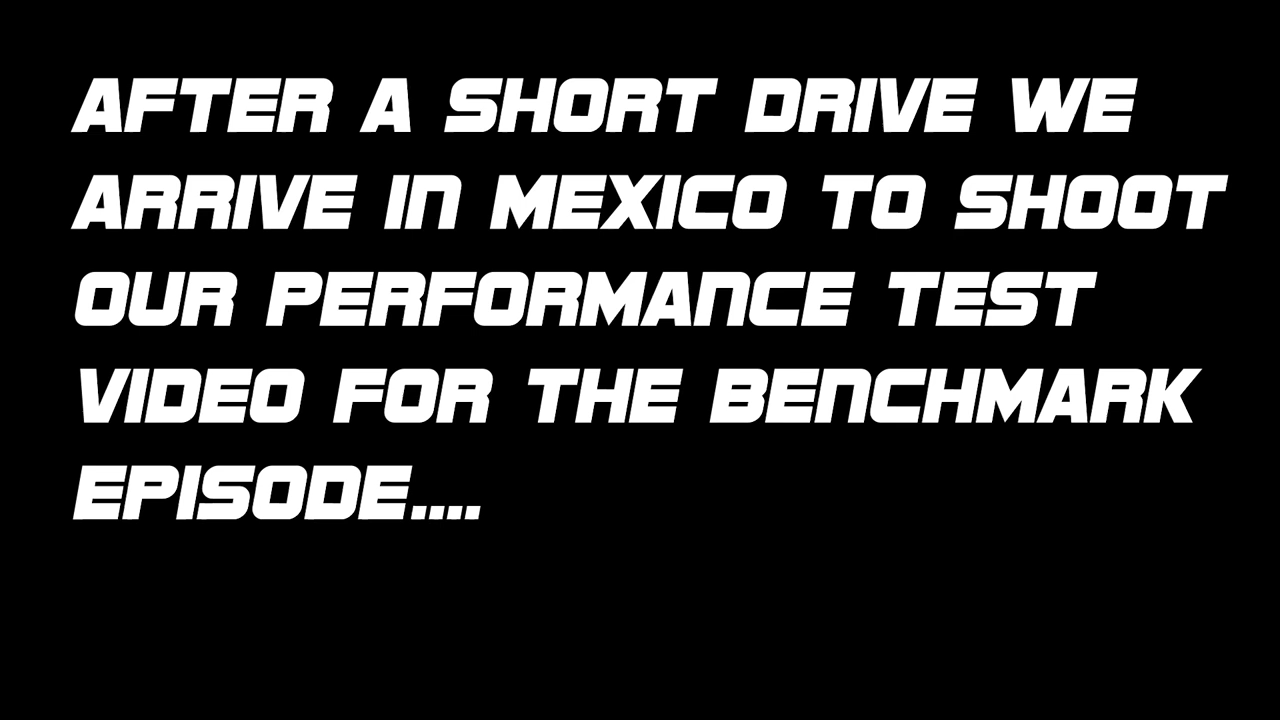 AFTER A SHORT DRIVE WE
ARRIVE IN MEXICO TO SHOOT
OUR PERFORMANCE TEST
VIDEO FOR THE BENCHMARK
EPISODE....